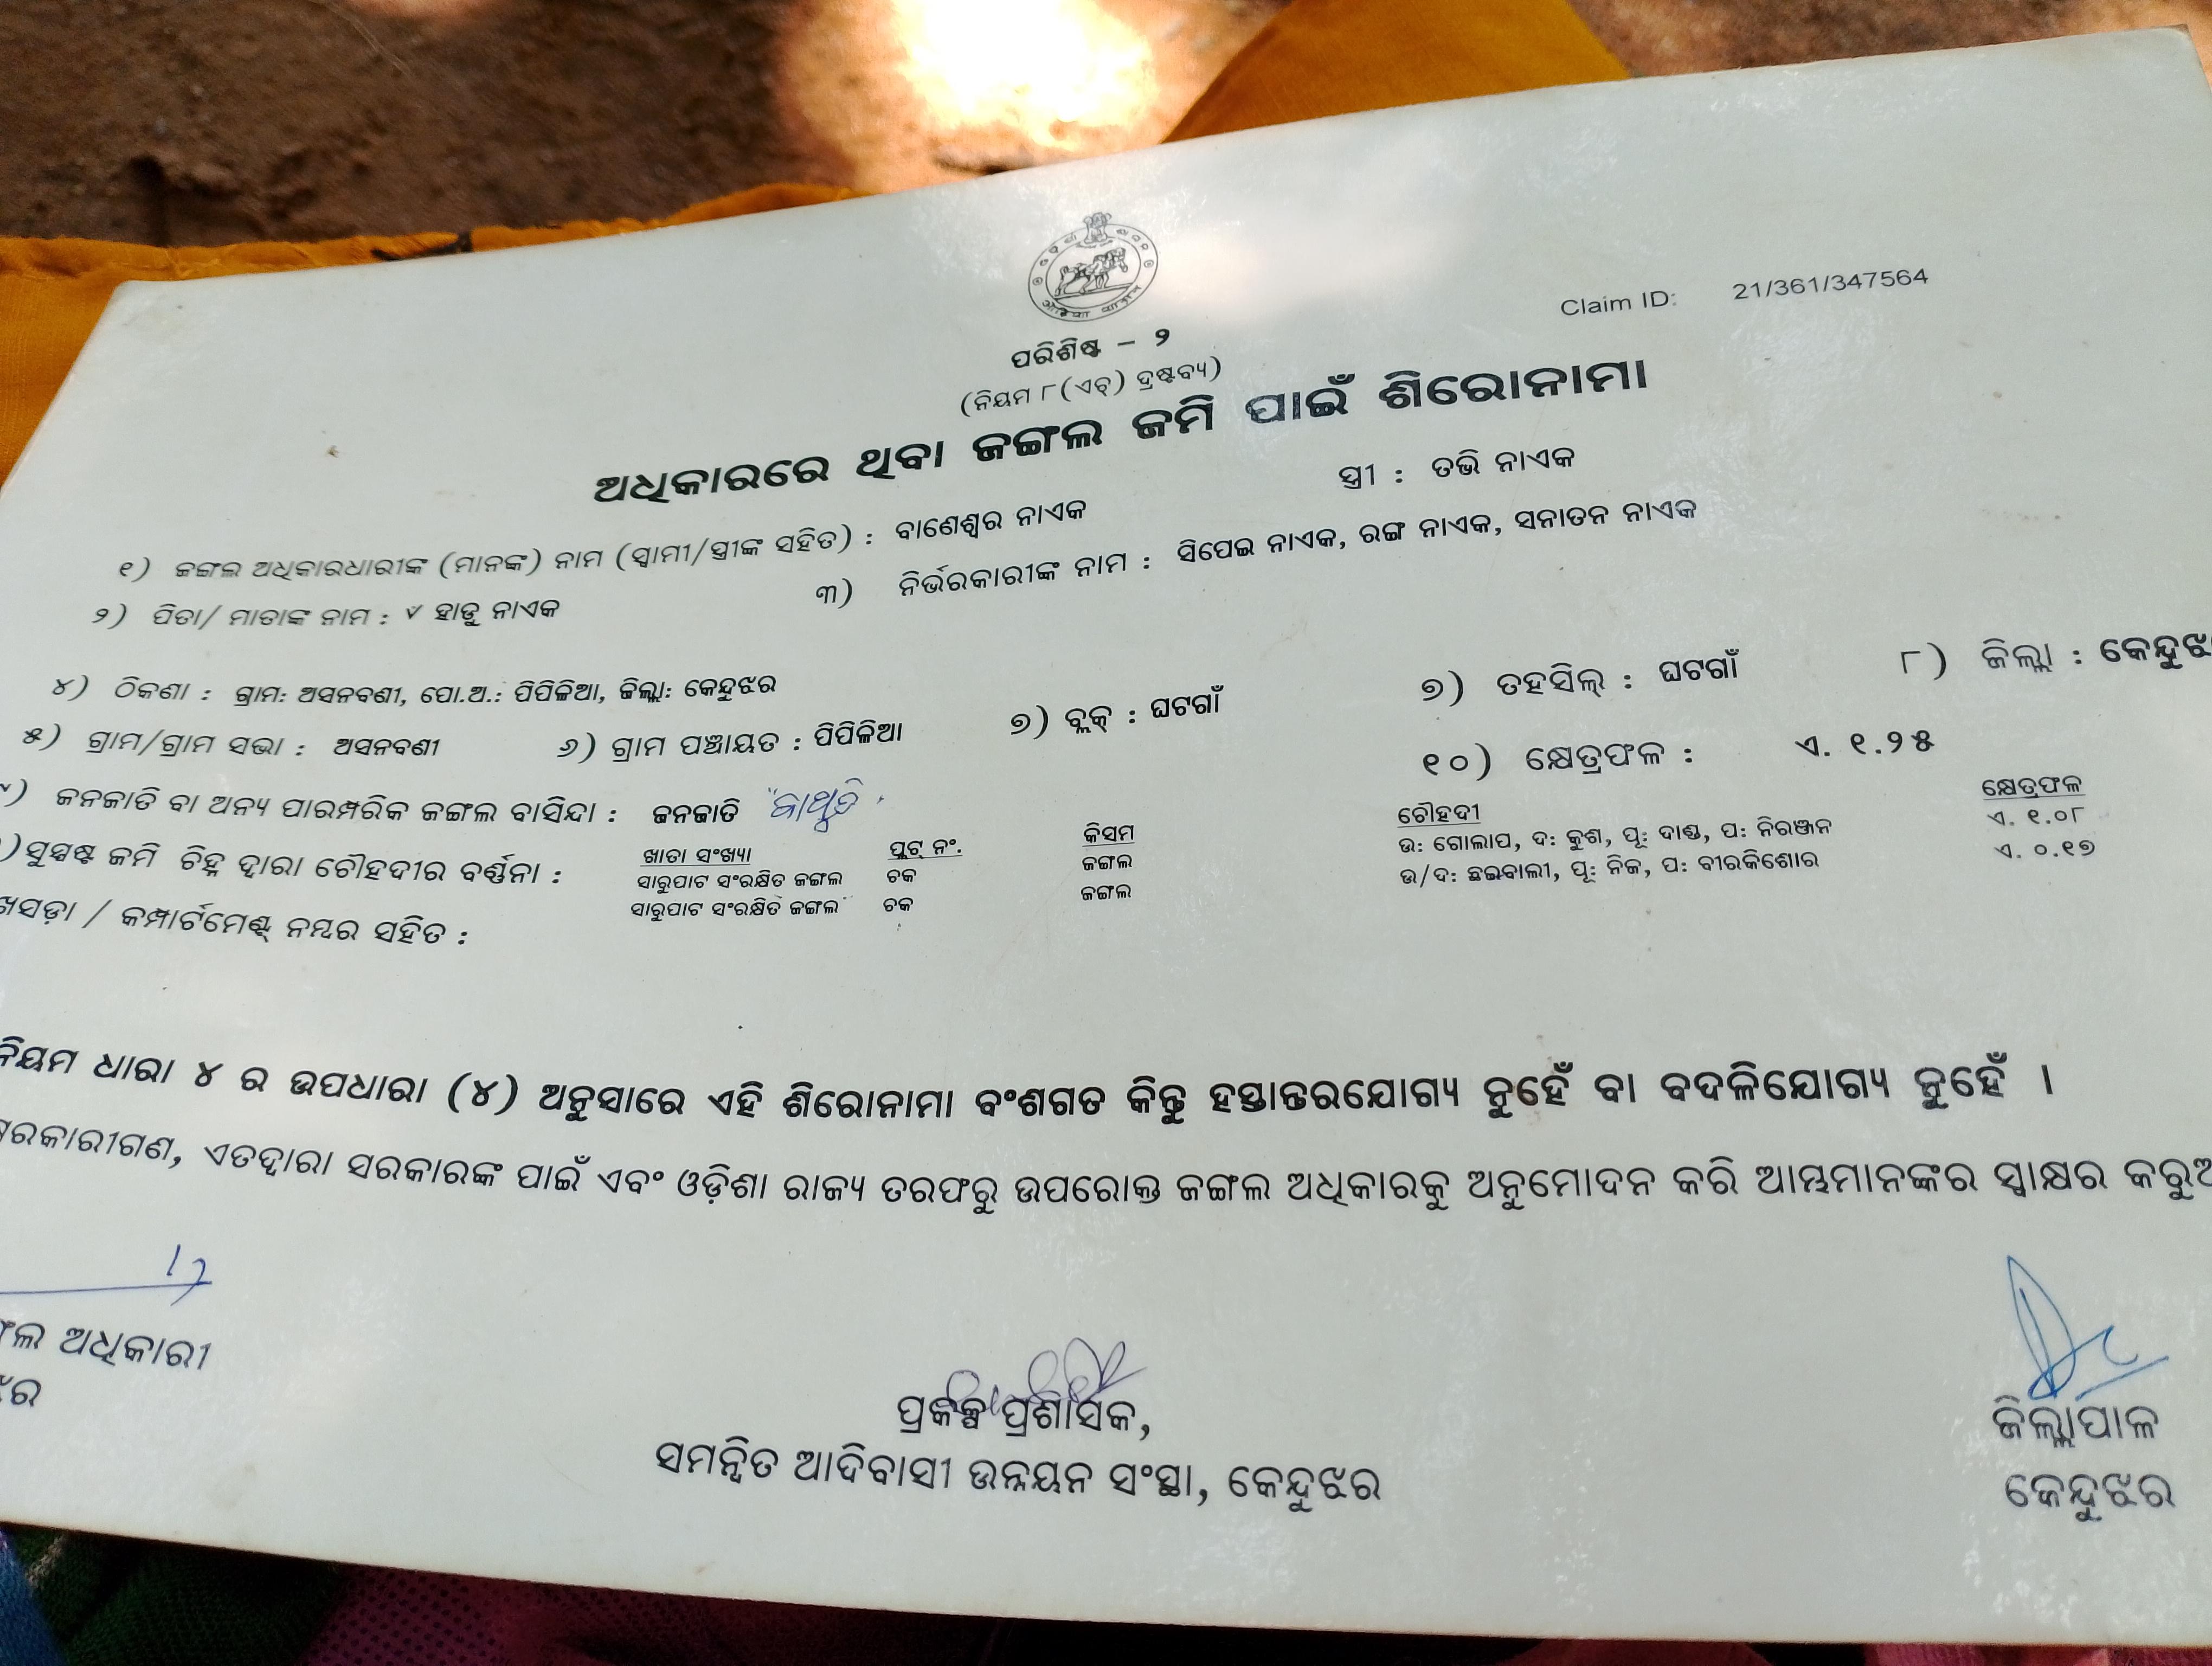 Claim ID: 21/361/347564
ପରିଶିଷ୍ଟ – ୨
(ନିୟମ ୮(ଏଚ୍) ଦ୍ରଷ୍ଟବ୍ୟ)
ଅଧିକାରରେ ଥିବା ଜଙ୍ଗଲ ଜମି ପାଇଁ ଶିରୋନାମା
୧) ଜଙ୍ଗଲ ଅଧିକାରଧାରୀଙ୍କ (ମାନଙ୍କ) ନାମ (ସ୍ୱାମୀ/ସ୍ତ୍ରୀଙ୍କ ସହିତ) : ବାଣେଶ୍ୱର ନାଏକ ସ୍ତ୍ରୀ : ତଭି ନାଏକ
୨) ପିତା/ ମାତାଙ୍କ ନାମ : ହାଡୁ ନାଏକ ୩) ନିର୍ଭରକାରୀଙ୍କ ନାମ : ସିପେଇ ନାଏକ, ରଙ୍ଗ ନାଏକ, ସନାତନ ନାଏକ
୪) ଠିକଣା : ଗ୍ରାମ: ଅସନବଣୀ, ପୋ.ଅ.: ପିପିଳିଆ, ଜିଲ୍ଲା: କେନ୍ଦୁଝର
୫) ଗ୍ରାମ/ଗ୍ରାମ ସଭା : ଅସନବଣୀ ୬) ଗ୍ରାମ ପଞ୍ଚାୟତ : ପିପିଳିଆ ୭) ବ୍ଲକ୍ : ଘଟଗାଁ ୭) ତହସିଲ୍ : ଘଟଗାଁ ୮) ଜିଲ୍ଲା : କେନ୍ଦୁଝ
) ଜନଜାତି ବା ଅନ୍ୟ ପାରମ୍ପରିକ ଜଙ୍ଗଲ ବାସିନ୍ଦା : ଜନଜାତି ୧୦) କ୍ଷେତ୍ରଫଳ : ଏ. ୧.୨୫
)ସୁସ୍ପଷ୍ଟ ଜମି ଚିହ୍ନ ଦ୍ୱାରା ଚୌହଦୀର ବର୍ଣ୍ଣନା : ଖାତା ସଂଖ୍ୟା ପ୍ଲଟ୍ ନଂ. କିସମ ଚୌହଦୀ କ୍ଷେତ୍ରଫଳ
ସାରୁପାଟ ସଂରକ୍ଷିତ ଜଙ୍ଗଲ ଚକ ଜଙ୍ଗଲ ଉ: ଗୋଲାପ, ଦ: କୁଶ, ପୂ: ଦାଣ୍ଡ, ପ: ନିରଞ୍ଜନ ଏ. ୧.୦୮
ସାରୁପାଟ ସଂରକ୍ଷିତ ଜଙ୍ଗଲ ଚକ ଜଙ୍ଗଲ ଉ/ଦ: ଛଇବାଲୀ, ପୂ: ନିଜ, ପ: ବୀରକିଶୋର ଏ. ୦.୧୭
ଖସଡ଼ା / କମ୍ପାର୍ଟମେଣ୍ଟ୍ ନମ୍ବର ସହିତ :
ନିୟମ ଧାରା ୪ ର ଉପଧାରା (୪) ଅନୁସାରେ ଏହି ଶିରୋନାମା ବଂଶଗତ କିନ୍ତୁ ହସ୍ତାନ୍ତରଯୋଗ୍ୟ ନୁହେଁ ବା ବଦଳିଯୋଗ୍ୟ ନୁହେଁ ।
ରକାରୀଗଣ, ଏତଦ୍ୱାରା ସରକାରଙ୍କ ପାଇଁ ଏବଂ ଓଡ଼ିଶା ରାଜ୍ୟ ତରଫରୁ ଉପରୋକ୍ତ ଜଙ୍ଗଲ ଅଧିକାରକୁ ଅନୁମୋଦନ କରି ଆମ୍ଭମାନଙ୍କର ସ୍ୱାକ୍ଷର କରୁଅ
ଙ୍ଗଲ ଅଧିକାରୀ
ଝର
ପ୍ରକଳ୍ପ ପ୍ରଶାସକ,
ସମନ୍ୱିତ ଆଦିବାସୀ ଉନ୍ନୟନ ସଂସ୍ଥା, କେନ୍ଦୁଝର
ଜିଲ୍ଲାପାଳ
କେନ୍ଦୁଝର